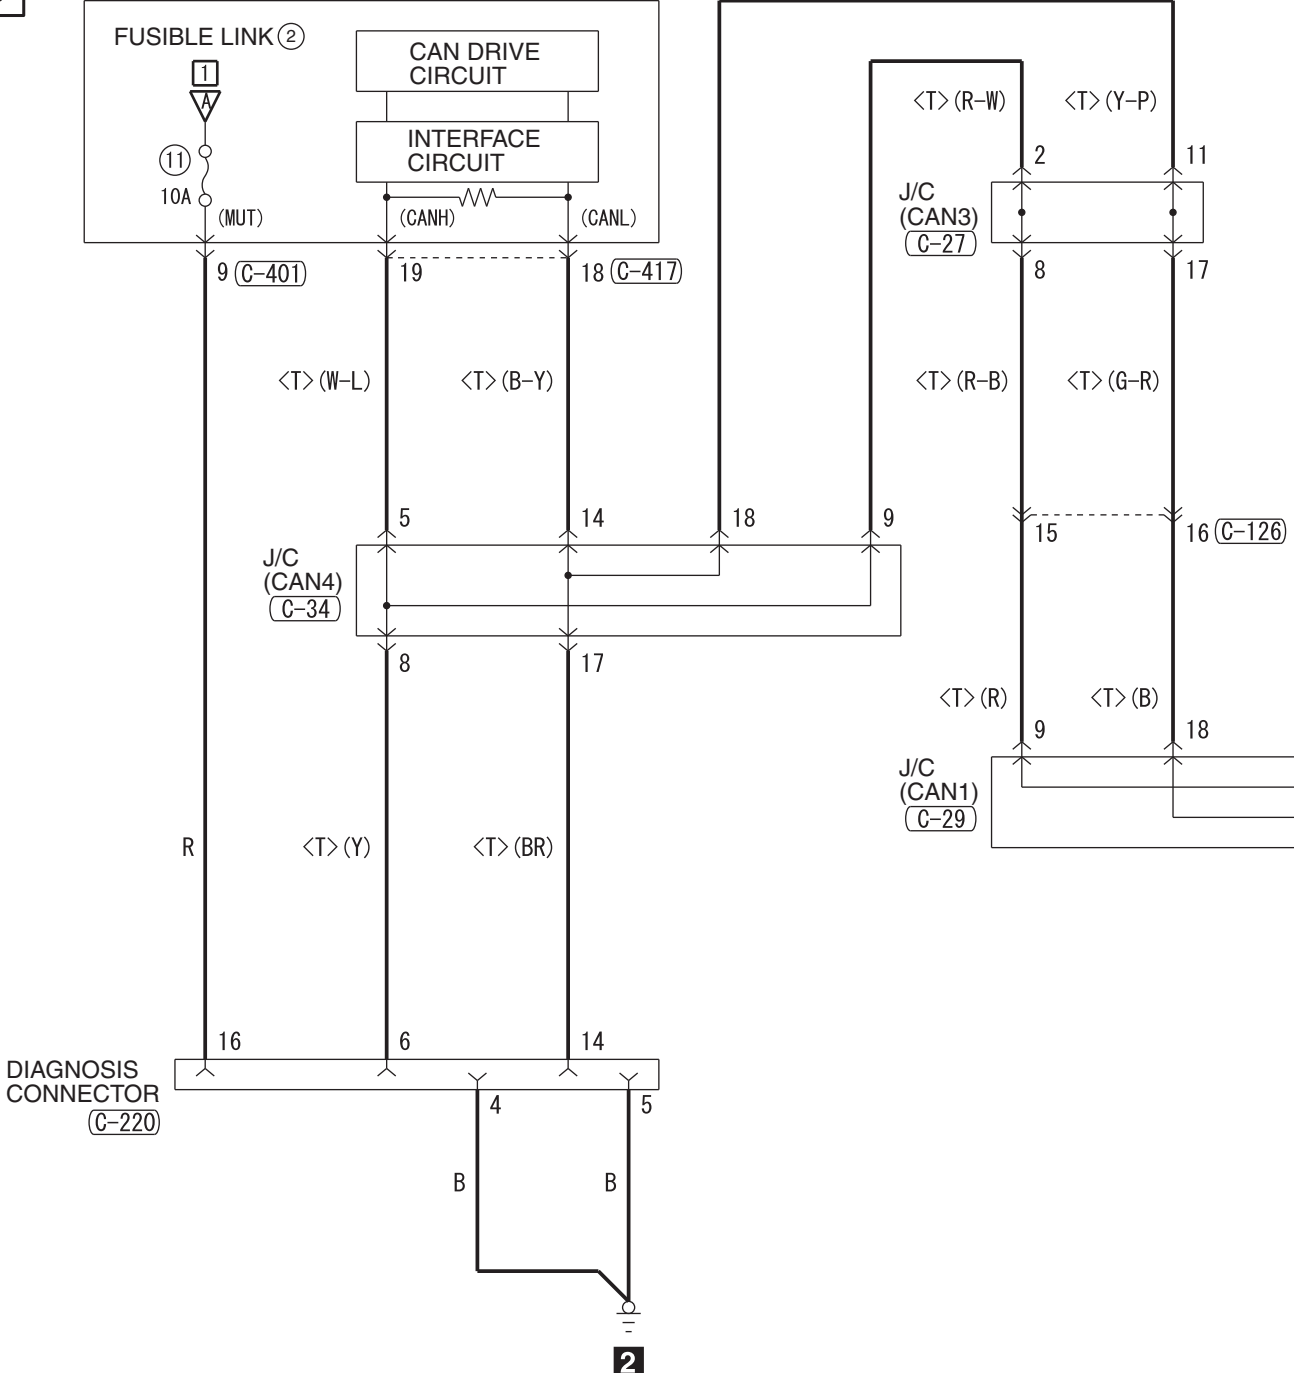 FUSIBLE LINK ②
1
A
⑪
10A
(MUT)
CAN DRIVE
CIRCUIT
INTERFACE
CIRCUIT
(CANH)
(CANL)
9 (C-401)
19
18 (C-417)
<T>(R-W)
<T>(Y-P)
2
11
J/C
(CAN3)
C-27
8
17
<T>(W-L)
<T>(B-Y)
<T>(R-B)
<T>(G-R)
5
14
18
9
15
16 (C-126)
J/C
(CAN4)
C-34
8
17
<T>(R)
<T>(B)
9
18
J/C
(CAN1)
C-29
R
<T>(Y)
<T>(BR)
16
6
14
DIAGNOSIS
CONNECTOR
C-220
4
5
B
B
2